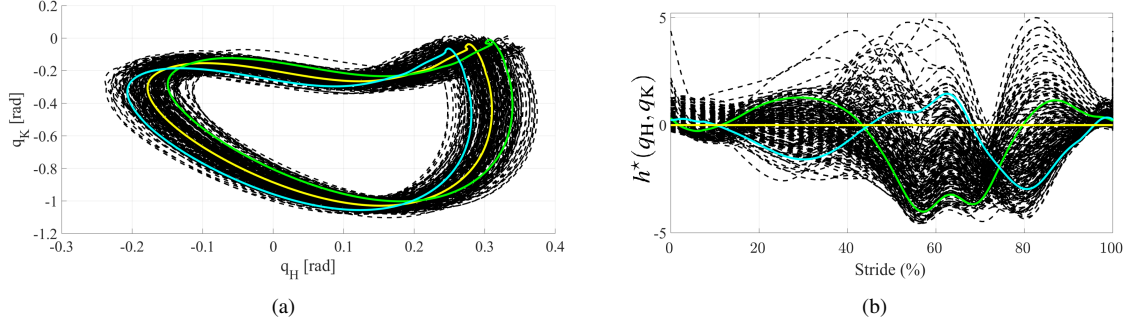 0.2
0
-0.2
-0.4
-0.6
-0.8
-1
-1.2
q_K [rad]
-0.3 -0.2 -0.1 0 0.1 0.2 0.3 0.4
q_H [rad]
(a)
5
0
-5
h*(q_H, q_K)
0 20 40 60 80 100
Stride (%)
(b)